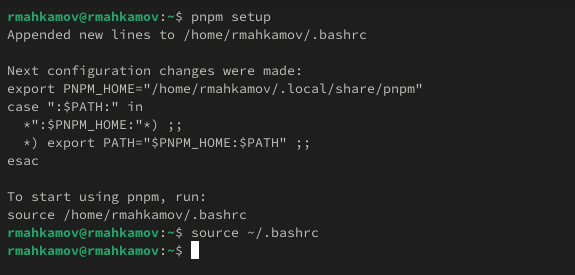 rmahkamov@rmahkamov:~$ pnpm setup
Appended new lines to /home/rmahkamov/.bashrc

Next configuration changes were made:
export PNPM_HOME="/home/rmahkamov/.local/share/pnpm"
case ":$PATH:" in
  *":$PNPM_HOME:"*) ;;
  *) export PATH="$PNPM_HOME:$PATH" ;;
esac

To start using pnpm, run:
source /home/rmahkamov/.bashrc
rmahkamov@rmahkamov:~$ source ~/.bashrc
rmahkamov@rmahkamov:~$